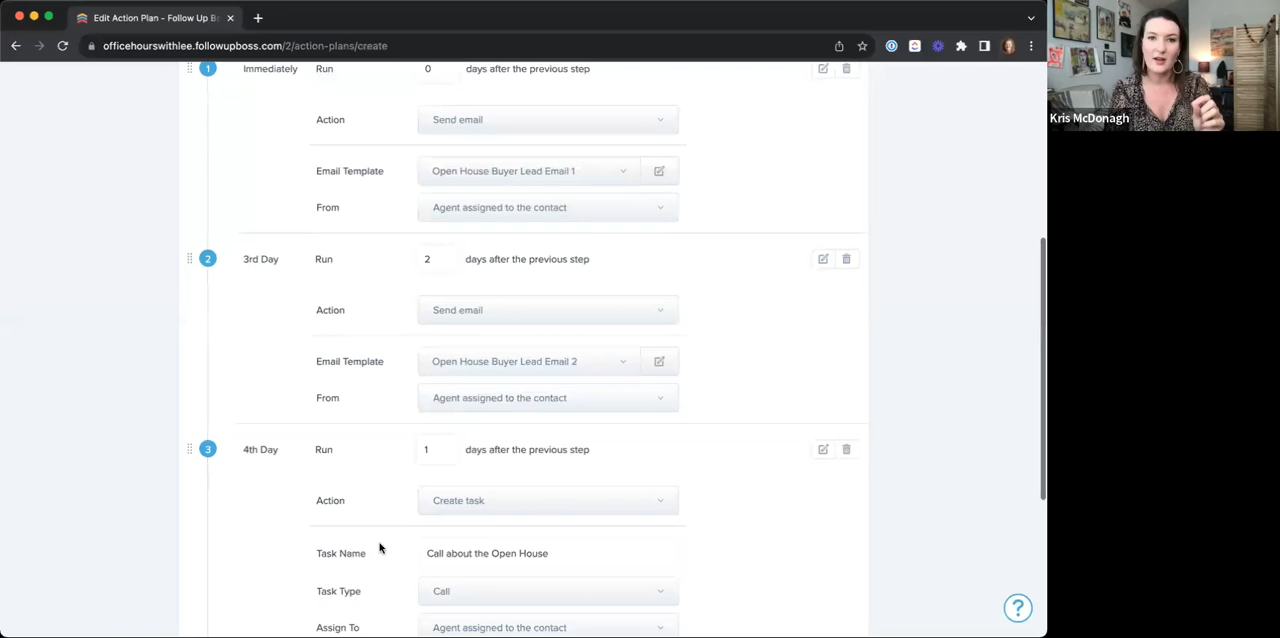 Edit Action Plan - Follow Up B
officehourswithlee.followupboss.com/2/action-plans/create
Kris McDonagh
1 Immediately Run 0 days after the previous step
Action Send email
Email Template Open House Buyer Lead Email 1
From Agent assigned to the contact
2 3rd Day Run 2 days after the previous step
Action Send email
Email Template Open House Buyer Lead Email 2
From Agent assigned to the contact
3 4th Day Run 1 days after the previous step
Action Create task
Task Name Call about the Open House
Task Type Call
Assign To Agent assigned to the contact
?